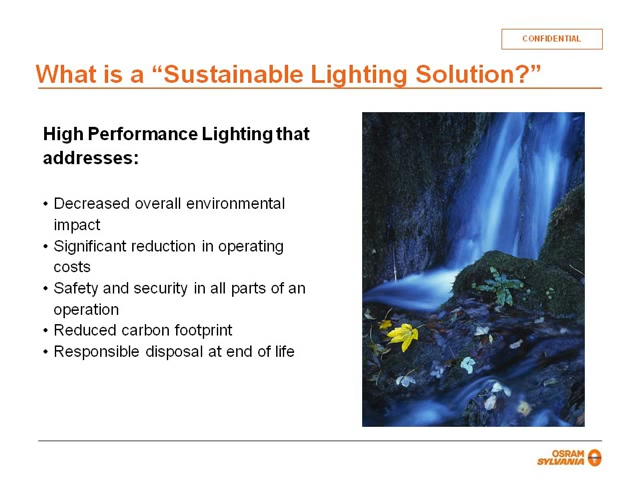 CONFIDENTIAL
What is a “Sustainable Lighting Solution?”
High Performance Lighting that
addresses:
• Decreased overall environmental
impact
• Significant reduction in operating
costs
• Safety and security in all parts of an
operation
• Reduced carbon footprint
• Responsible disposal at end of life
OSRAM
SYLVANIA